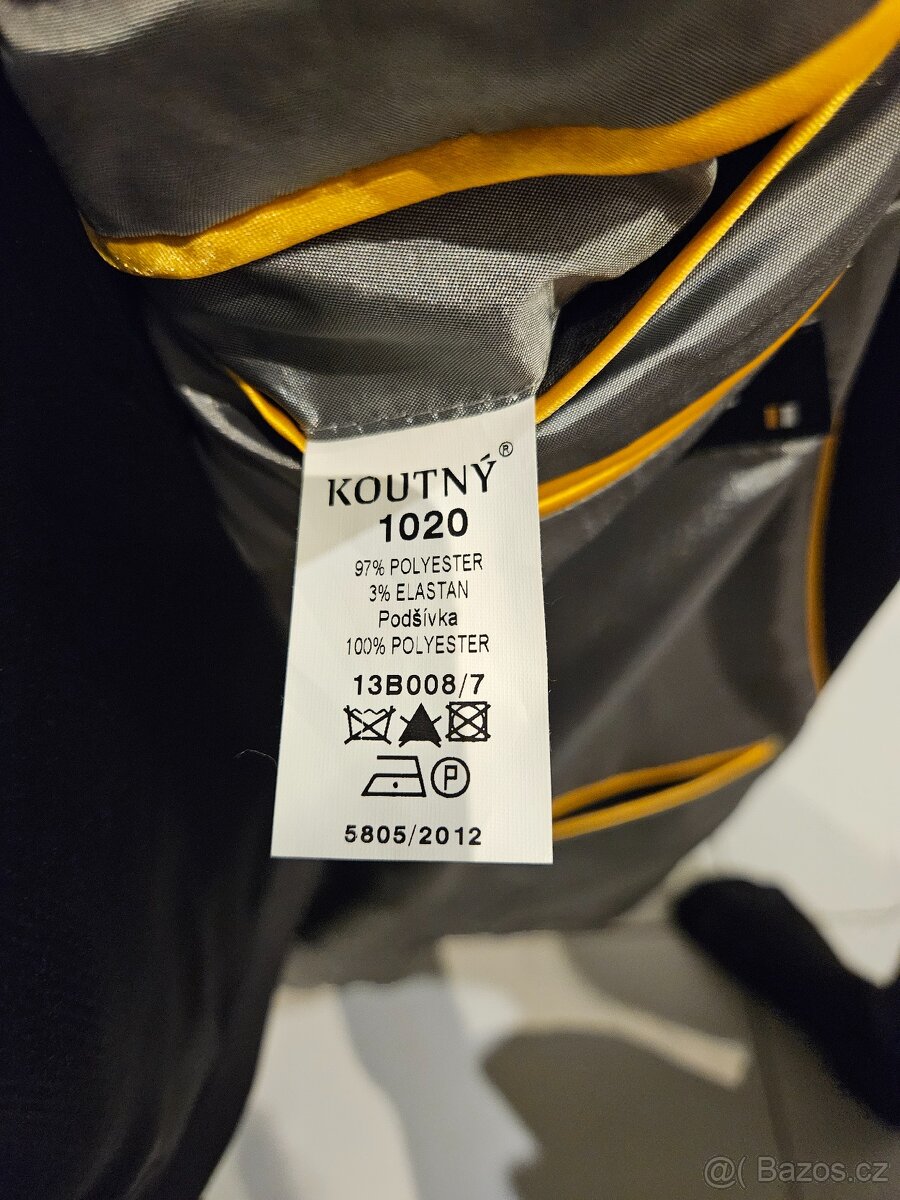 KOUTNÝ®
1020
97% POLYESTER
3% ELASTAN
Podšívka
100% POLYESTER
13B008/7
P
5805/2012
@( Bazos.cz